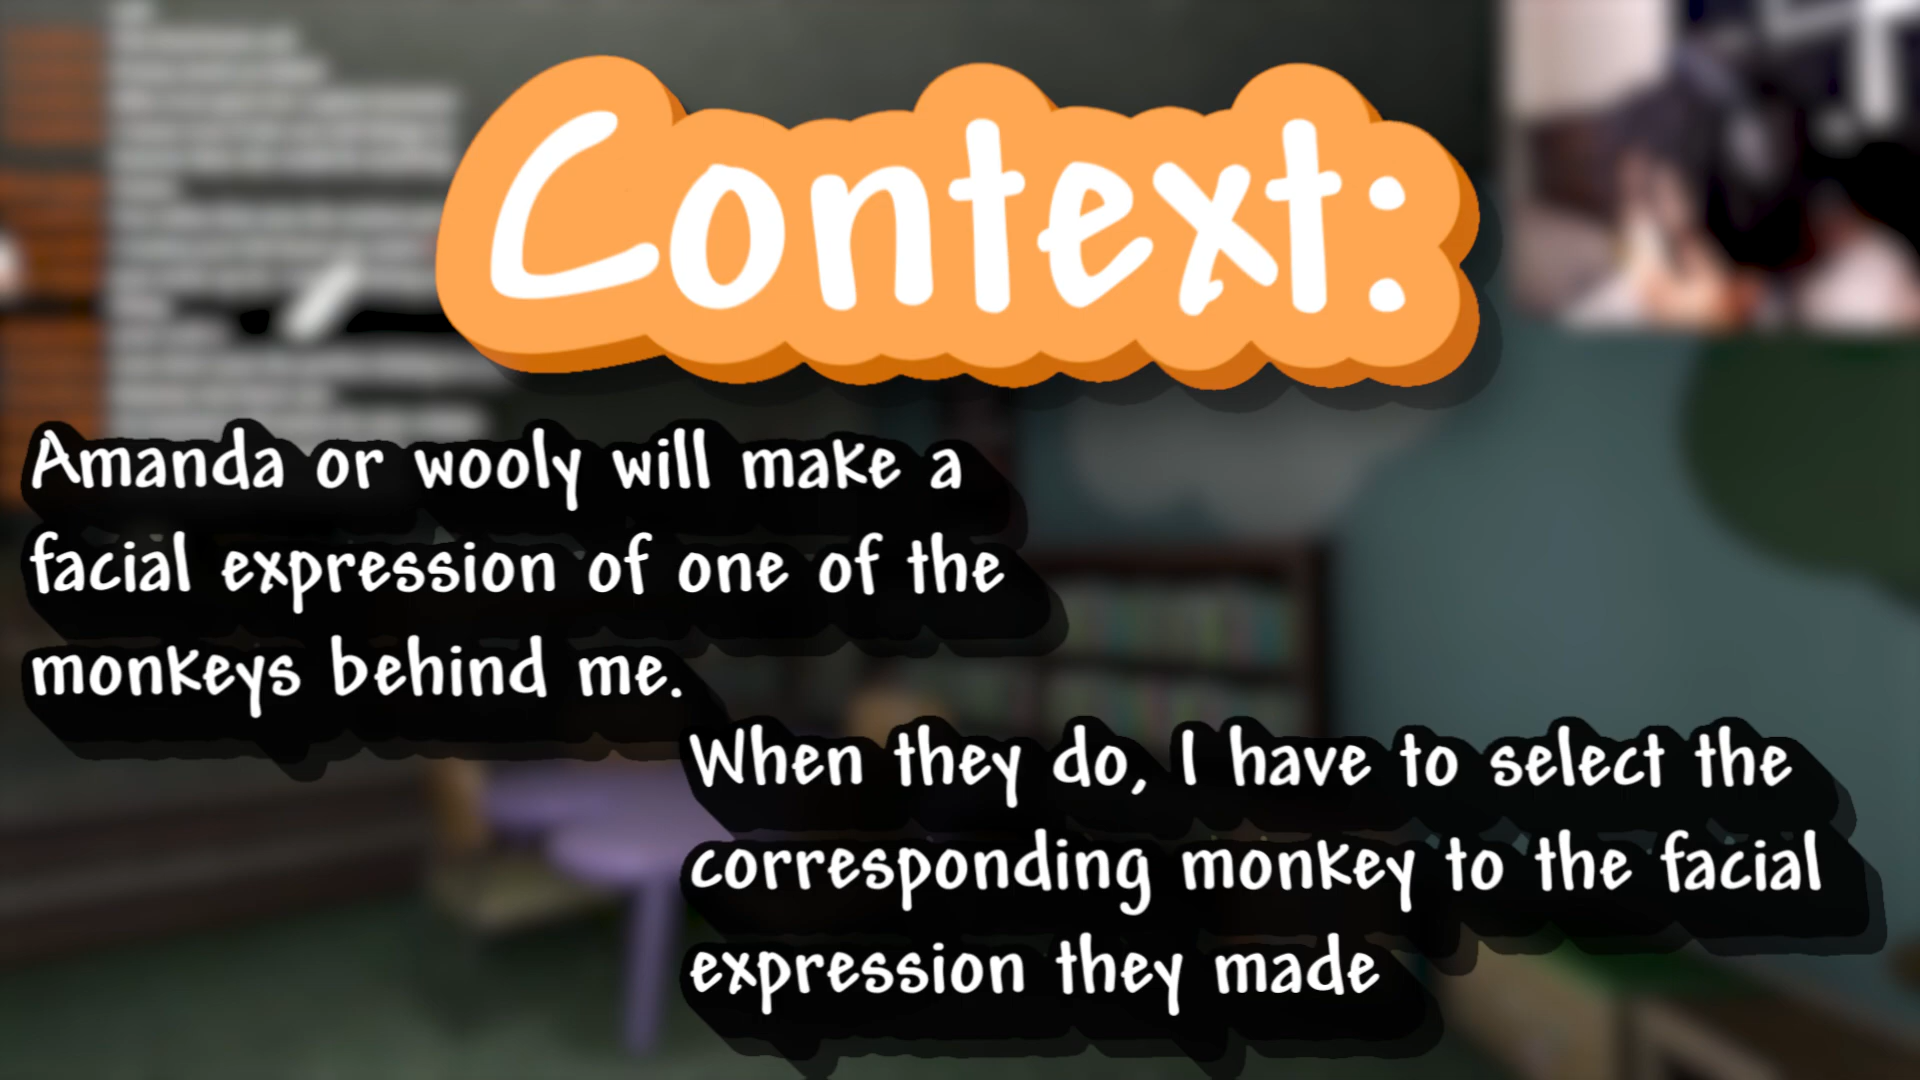 Context:
Amanda or wooly will make a
facial expression of one of the
monkeys behind me.
When they do, I have to select the
corresponding monkey to the facial
expression they made